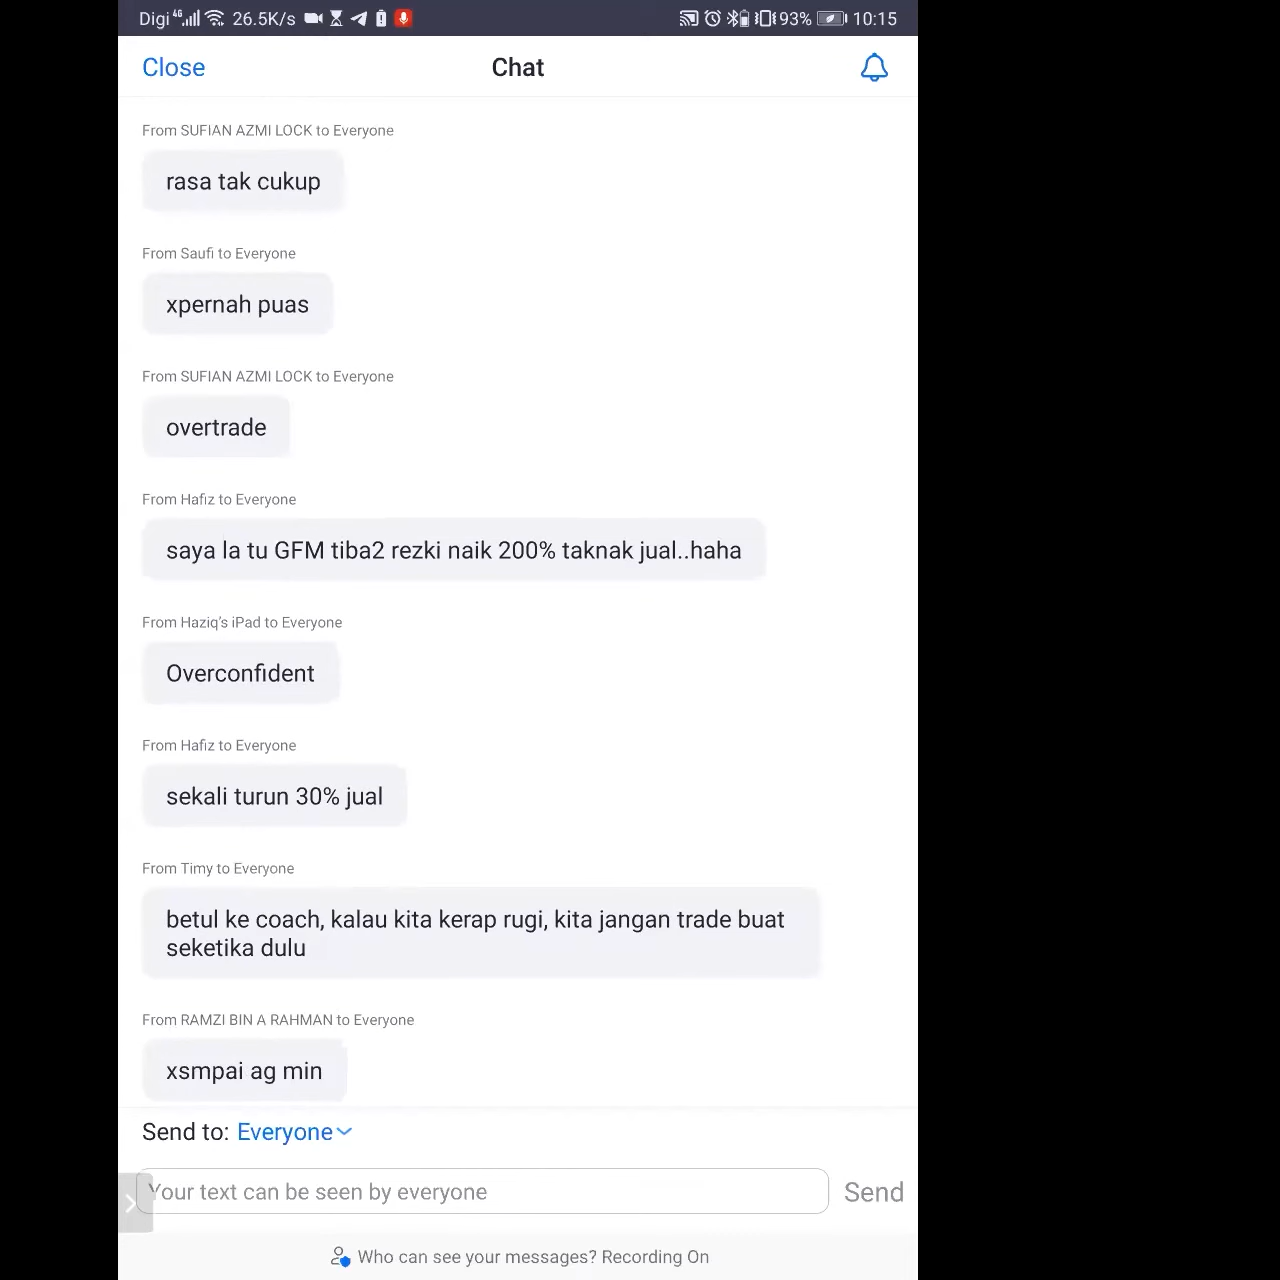 Digi 4G 26.5K/s 93% 10:15
Close Chat
From SUFIAN AZMI LOCK to Everyone
rasa tak cukup
From Saufi to Everyone
xpernah puas
From SUFIAN AZMI LOCK to Everyone
overtrade
From Hafiz to Everyone
saya la tu GFM tiba2 rezki naik 200% taknak jual..haha
From Haziq's iPad to Everyone
Overconfident
From Hafiz to Everyone
sekali turun 30% jual
From Timy to Everyone
betul ke coach, kalau kita kerap rugi, kita jangan trade buat
seketika dulu
From RAMZI BIN A RAHMAN to Everyone
xsmpai ag min
Send to: Everyone
Your text can be seen by everyone Send
Who can see your messages? Recording On